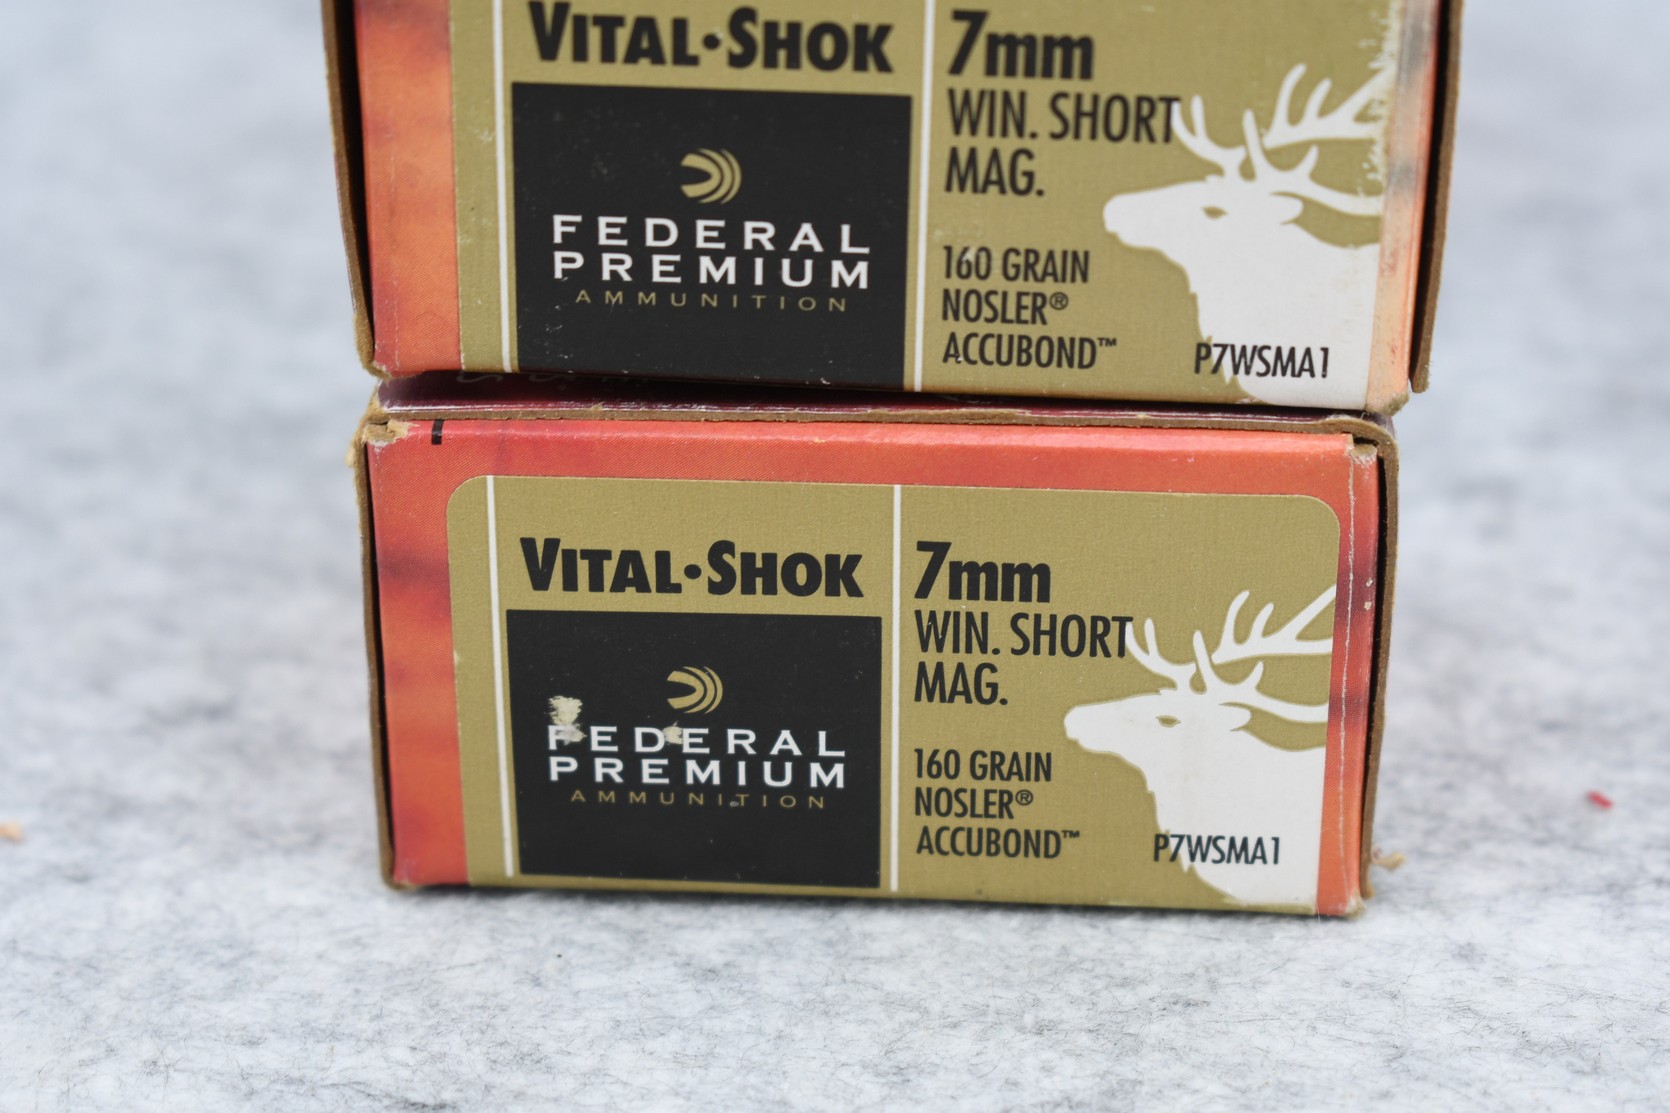 VITAL•SHOK
FEDERAL
PREMIUM
AMMUNITION
7mm
WIN. SHORT
MAG.
160 GRAIN
NOSLER®
ACCUBOND™
P7WSMA1
VITAL•SHOK
FEDERAL
PREMIUM
AMMUNITION
7mm
WIN. SHORT
MAG.
160 GRAIN
NOSLER®
ACCUBOND™
P7WSMA1